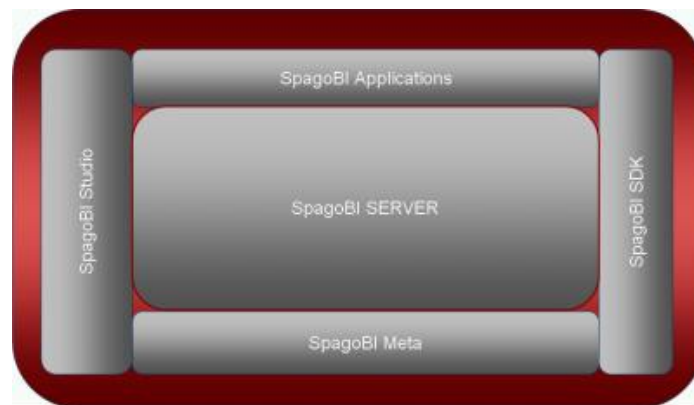 SpagoBI Applications
SpagoBI Studio
SpagoBI SERVER
SpagoBI SDK
SpagoBI Meta